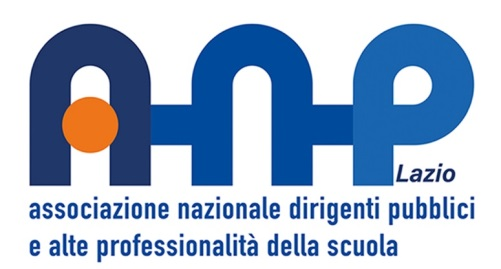 ANP
Lazio
associazione nazionale dirigenti pubblici
e alte professionalità della scuola